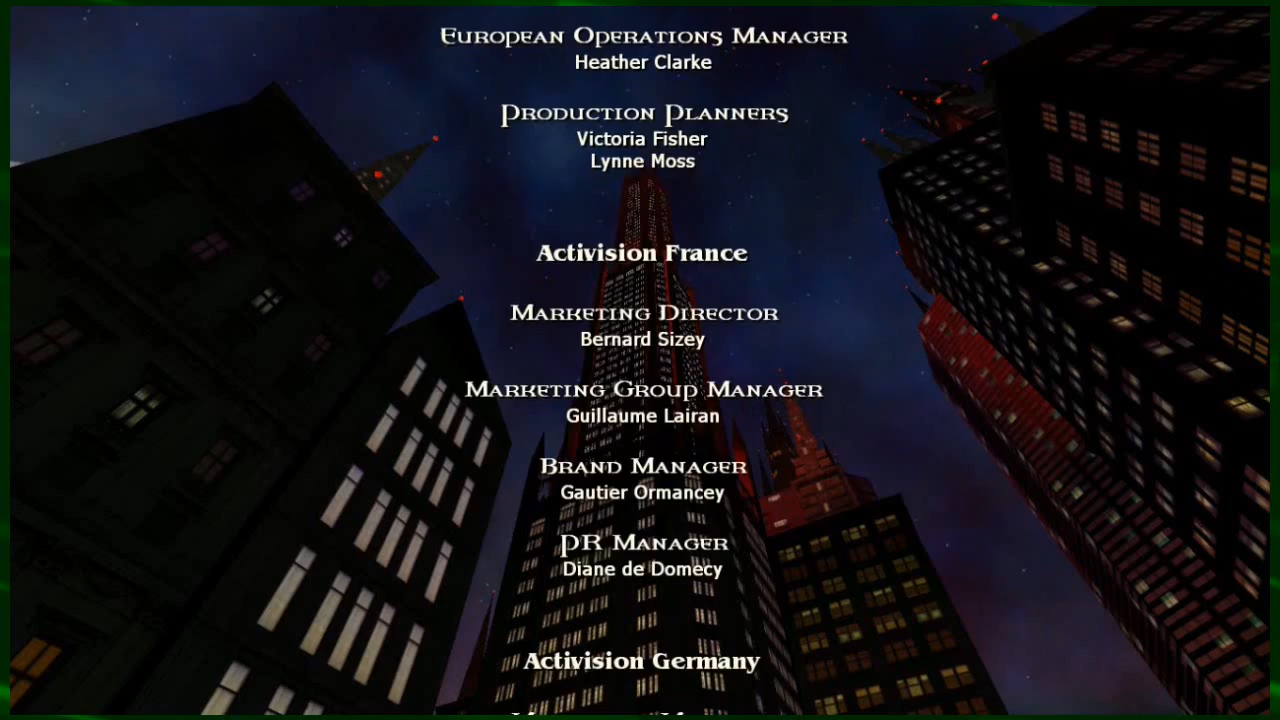 European Operations Manager
Heather Clarke
Production Planners
Victoria Fisher
Lynne Moss
Activision France
Marketing Director
Bernard Sizey
Marketing Group Manager
Guillaume Lairan
Brand Manager
Gautier Ormancey
PR Manager
Diane de Domecy
Activision Germany